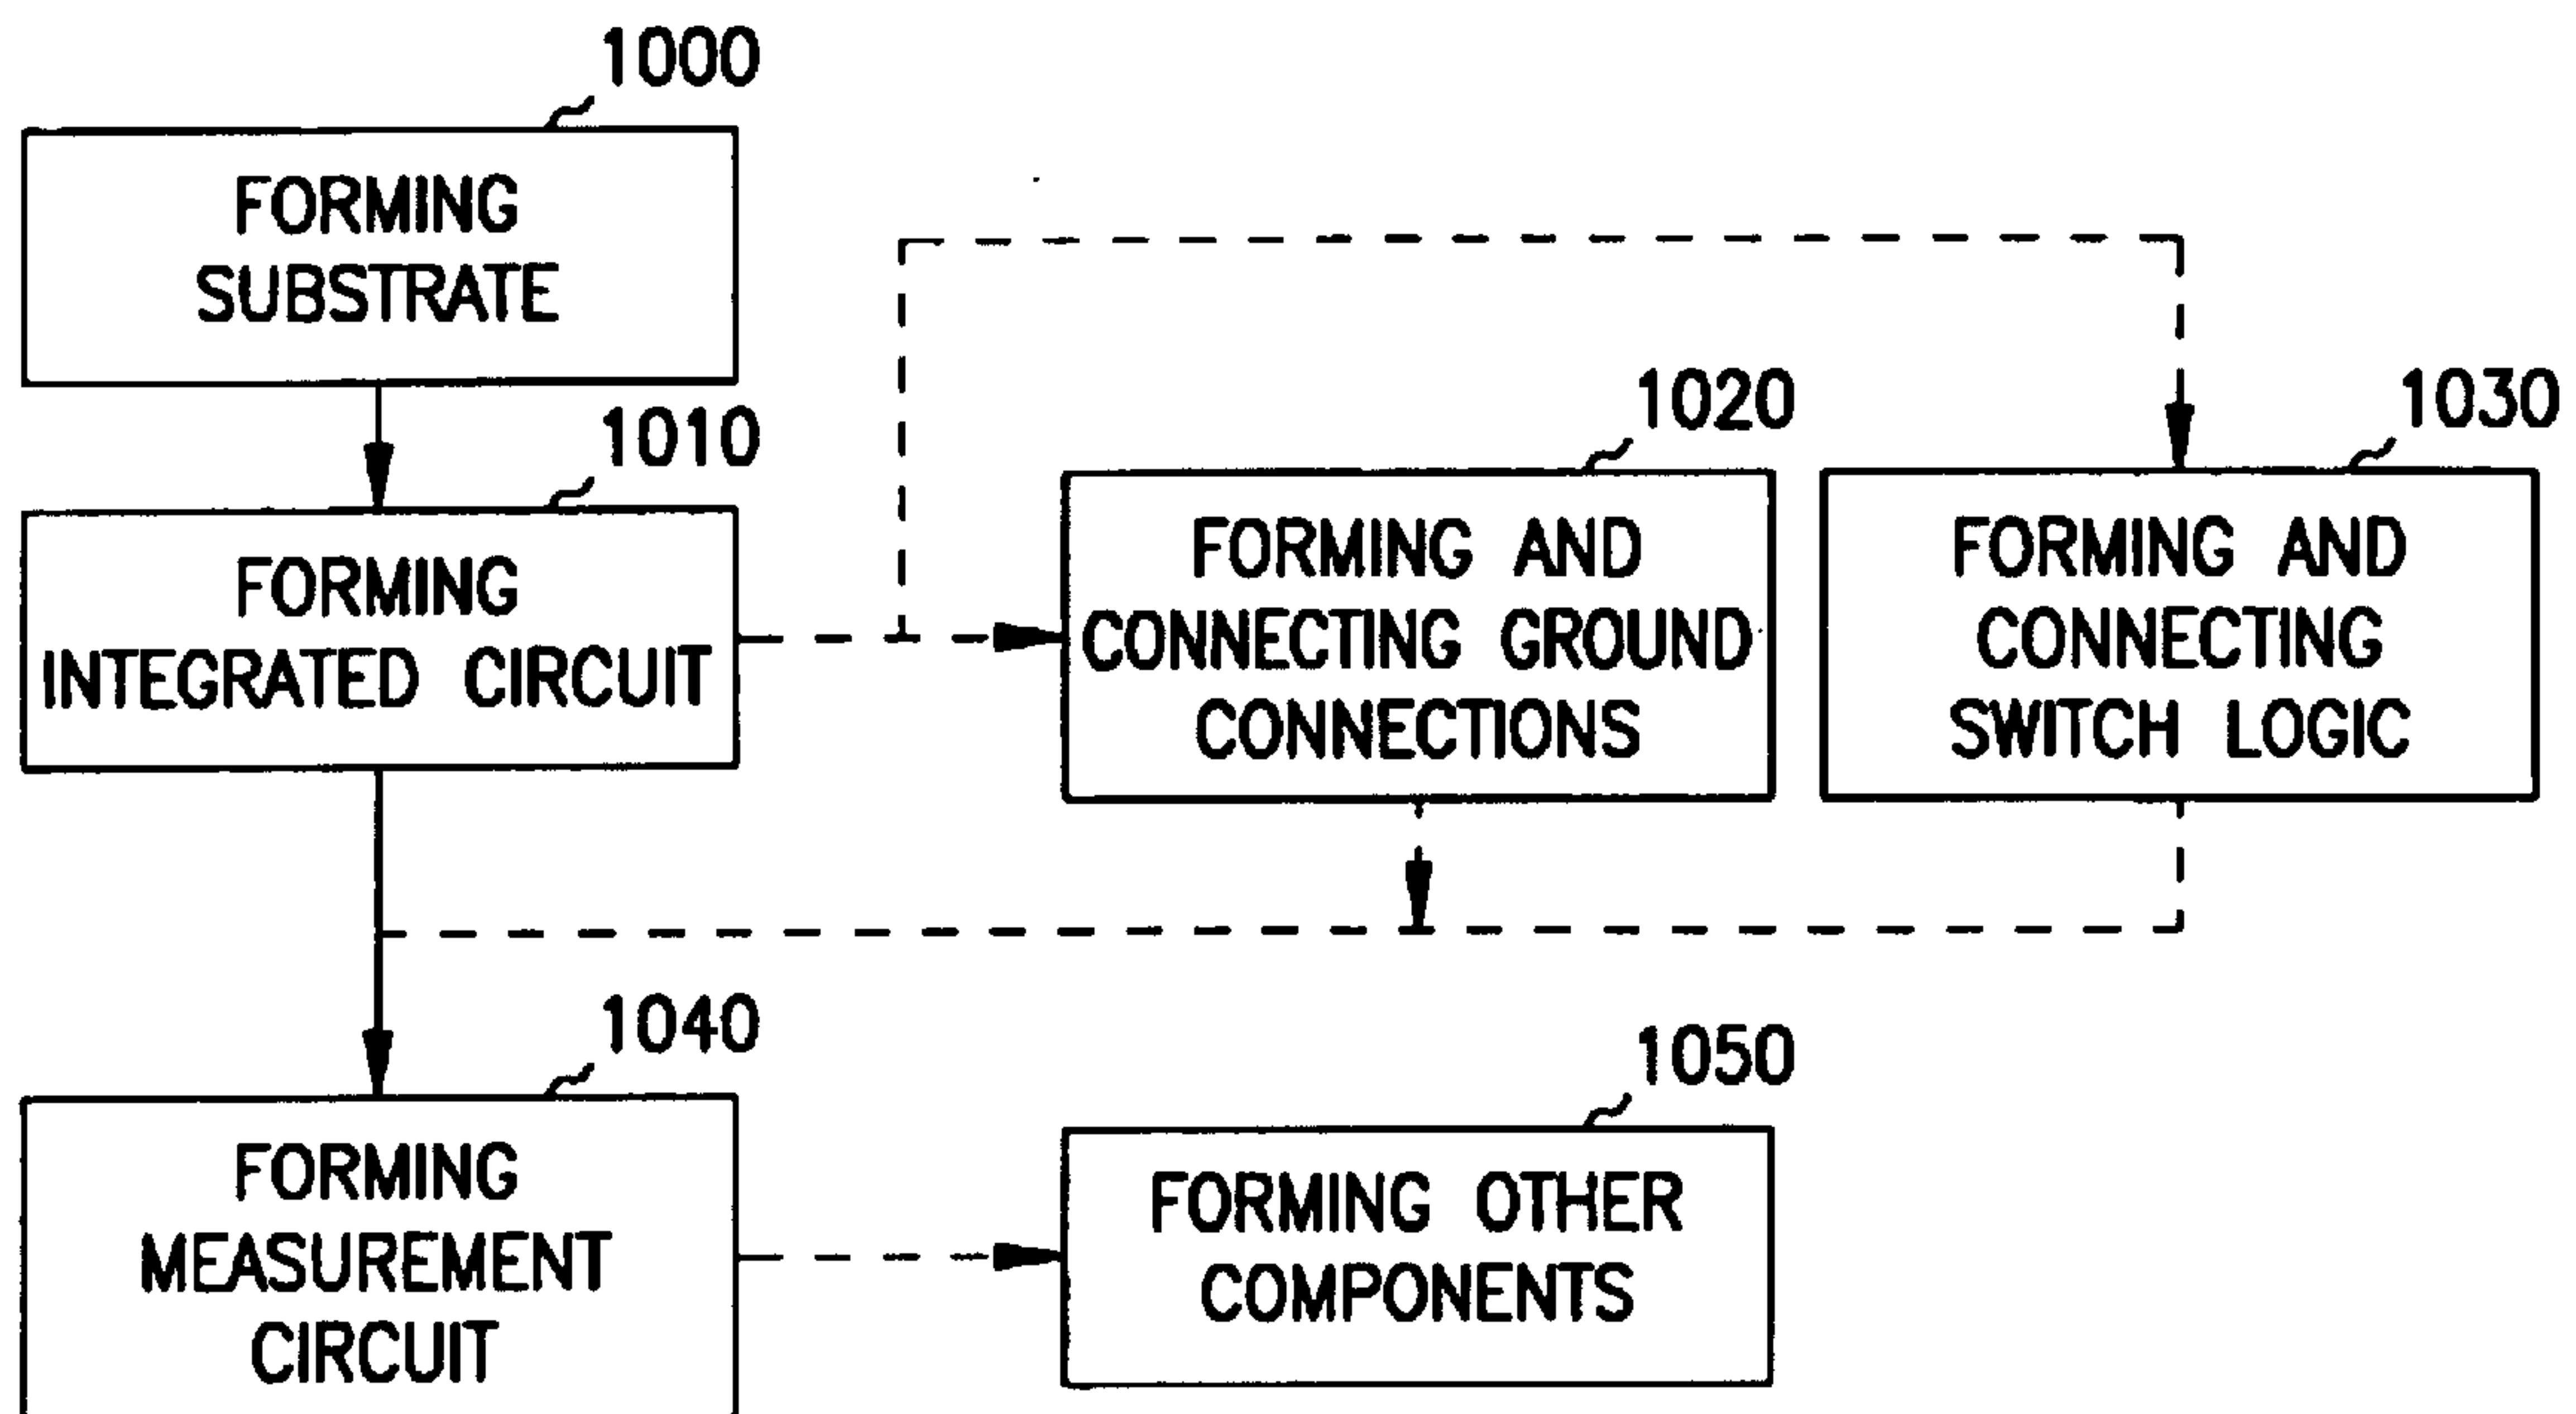 1000
FORMING
SUBSTRATE
1010
FORMING
INTEGRATED CIRCUIT
1020
FORMING AND
CONNECTING GROUND
CONNECTIONS
1030
FORMING AND
CONNECTING
SWITCH LOGIC
1040
FORMING
MEASUREMENT
CIRCUIT
1050
FORMING OTHER
COMPONENTS